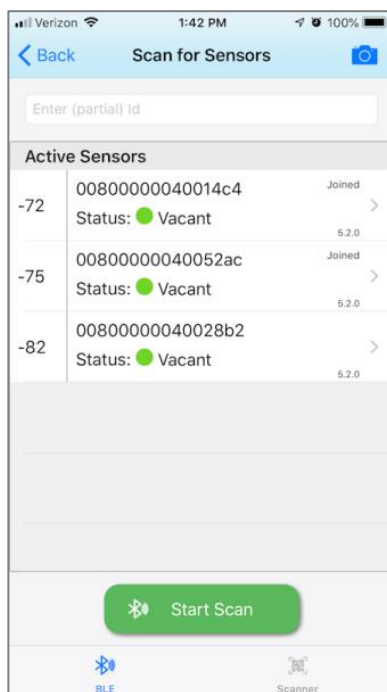 Verizon 1:42 PM 100%
Back Scan for Sensors
Enter (partial) Id
Active Sensors
-72 00800000040014c4 Joined
Status: Vacant 5.2.0
-75 00800000040052ac Joined
Status: Vacant 5.2.0
-82 00800000040028b2
Status: Vacant 5.2.0
Start Scan
BLE Scanner